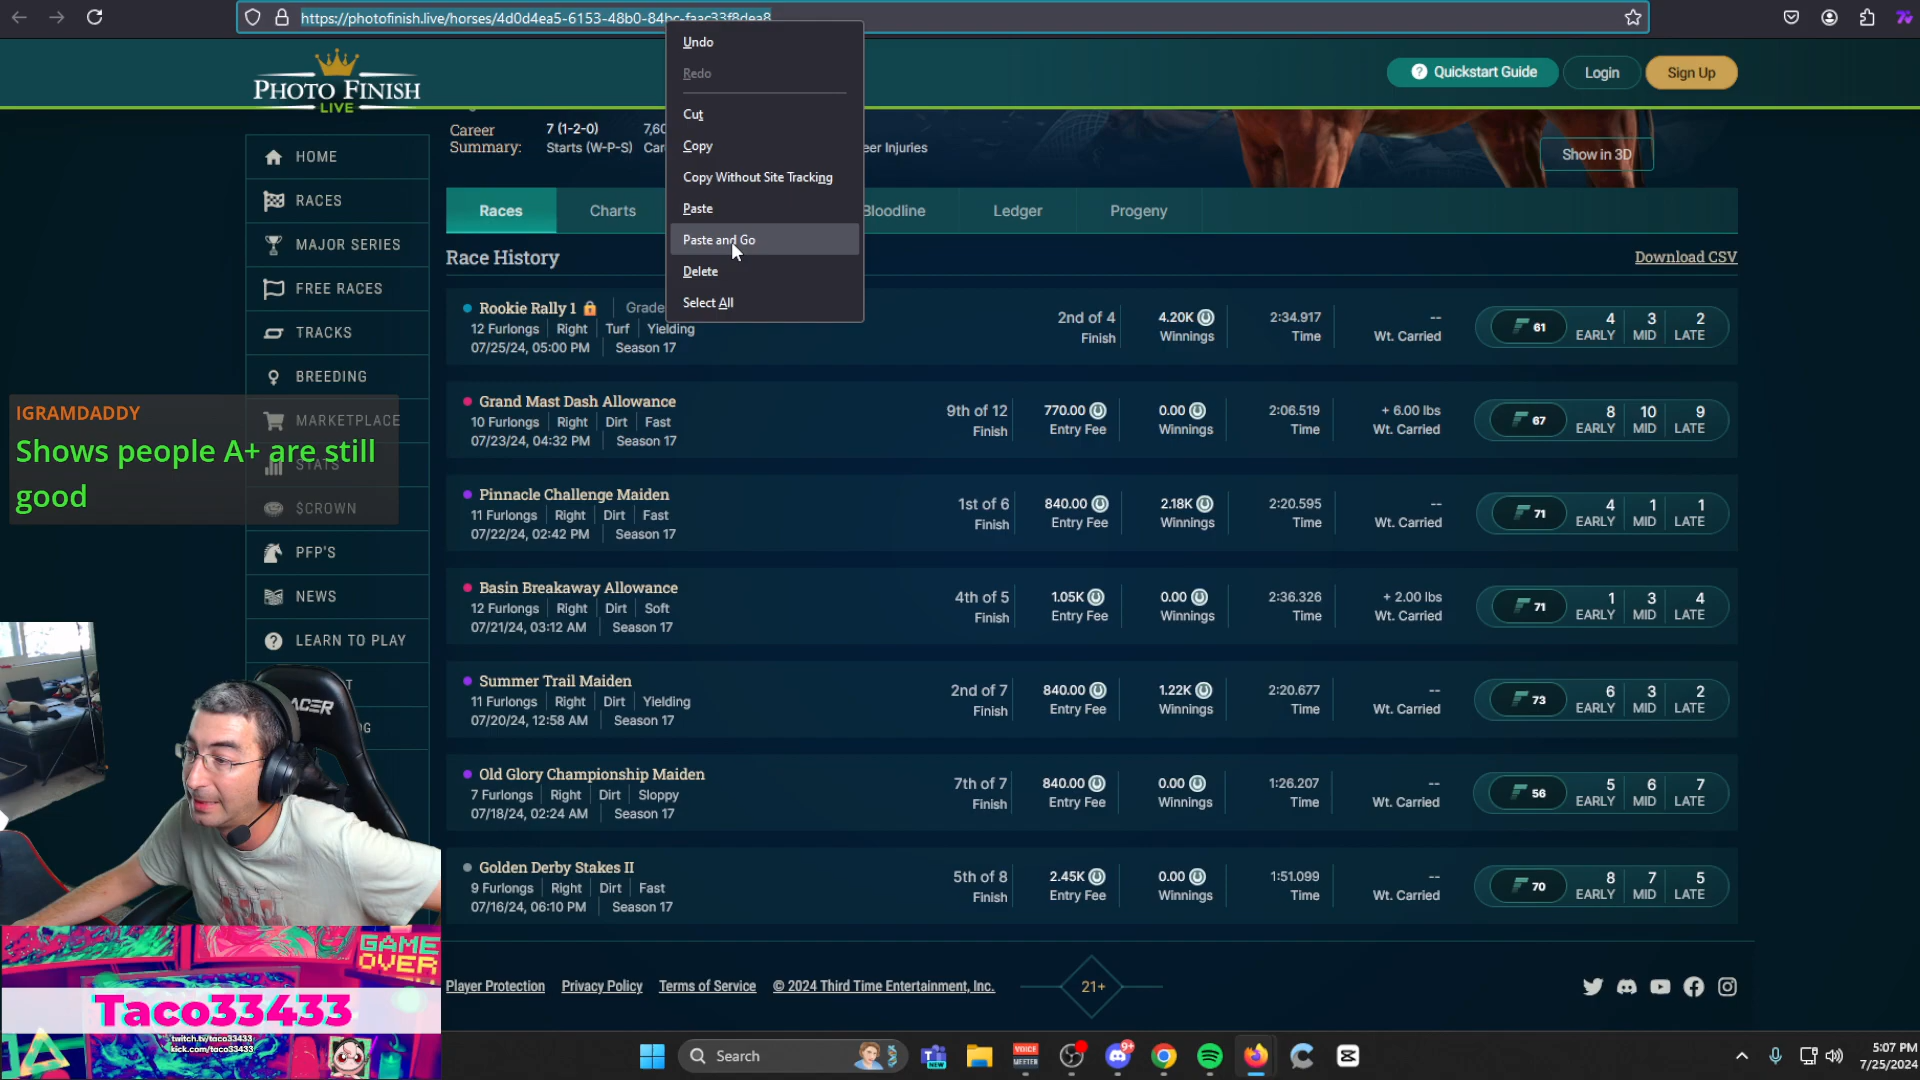 https://photofinish.live/horses/4d0d4ea5-6153-48b0-84bc-faac33f8dea8
Undo
Redo
Cut
Copy
Copy Without Site Tracking
Paste
Paste and Go
Delete
Select All
PHOTO FINISH
LIVE
Quickstart Guide
Login
Sign Up
Career
Summary:
7 (1-2-0)
Starts (W-P-S)
Show in 3D
HOME
RACES
MAJOR SERIES
FREE RACES
TRACKS
BREEDING
MARKETPLACE
STATS
$CROWN
PFP'S
NEWS
LEARN TO PLAY
IGRAMDADDY
Shows people A+ are still
good
Races
Charts
Bloodline
Ledger
Progeny
Race History
Download CSV
Rookie Rally 1
12 Furlongs Right Turf Yielding
07/25/24, 05:00 PM Season 17
2nd of 4
Finish
4.20K
Winnings
2:34.917
Time
--
Wt. Carried
61
4 3 2
EARLY MID LATE
Grand Mast Dash Allowance
10 Furlongs Right Dirt Fast
07/23/24, 04:32 PM Season 17
9th of 12
Finish
770.00
Entry Fee
0.00
Winnings
2:06.519
Time
+ 6.00 lbs
Wt. Carried
67
8 10 9
EARLY MID LATE
Pinnacle Challenge Maiden
11 Furlongs Right Dirt Fast
07/22/24, 02:42 PM Season 17
1st of 6
Finish
840.00
Entry Fee
2.18K
Winnings
2:20.595
Time
--
Wt. Carried
71
4 1 1
EARLY MID LATE
Basin Breakaway Allowance
12 Furlongs Right Dirt Soft
07/21/24, 03:12 AM Season 17
4th of 5
Finish
1.05K
Entry Fee
0.00
Winnings
2:36.326
Time
+ 2.00 lbs
Wt. Carried
71
1 3 4
EARLY MID LATE
Summer Trail Maiden
11 Furlongs Right Dirt Yielding
07/20/24, 12:58 AM Season 17
2nd of 7
Finish
840.00
Entry Fee
1.22K
Winnings
2:20.677
Time
--
Wt. Carried
73
6 3 2
EARLY MID LATE
Old Glory Championship Maiden
7 Furlongs Right Dirt Sloppy
07/18/24, 02:24 AM Season 17
7th of 7
Finish
840.00
Entry Fee
0.00
Winnings
1:26.207
Time
--
Wt. Carried
56
5 6 7
EARLY MID LATE
Golden Derby Stakes II
9 Furlongs Right Dirt Fast
07/16/24, 06:10 PM Season 17
5th of 8
Finish
2.45K
Entry Fee
0.00
Winnings
1:51.099
Time
--
Wt. Carried
70
8 7 5
EARLY MID LATE
Player Protection
Privacy Policy
Terms of Service
© 2024 Third Time Entertainment, Inc.
21+
GAME
OVER
Taco33433
twitch.tv/taco33433
kick.com/taco33433
Search
VOICE
MEETER
9+
5:07 PM
7/25/2024